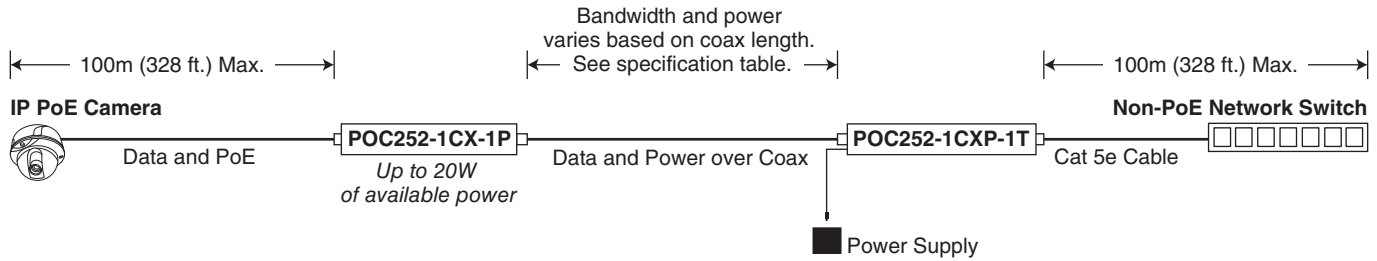 Bandwidth and power
varies based on coax length.
100m (328 ft.) Max.
See specification table.
100m (328 ft.) Max.
IP PoE Camera
Non-PoE Network Switch
POC252-1CX-1P
POC252-1CXP-1T
Data and PoE
Data and Power over Coax
Cat 5e Cable
Up to 20W
of available power
Power Supply